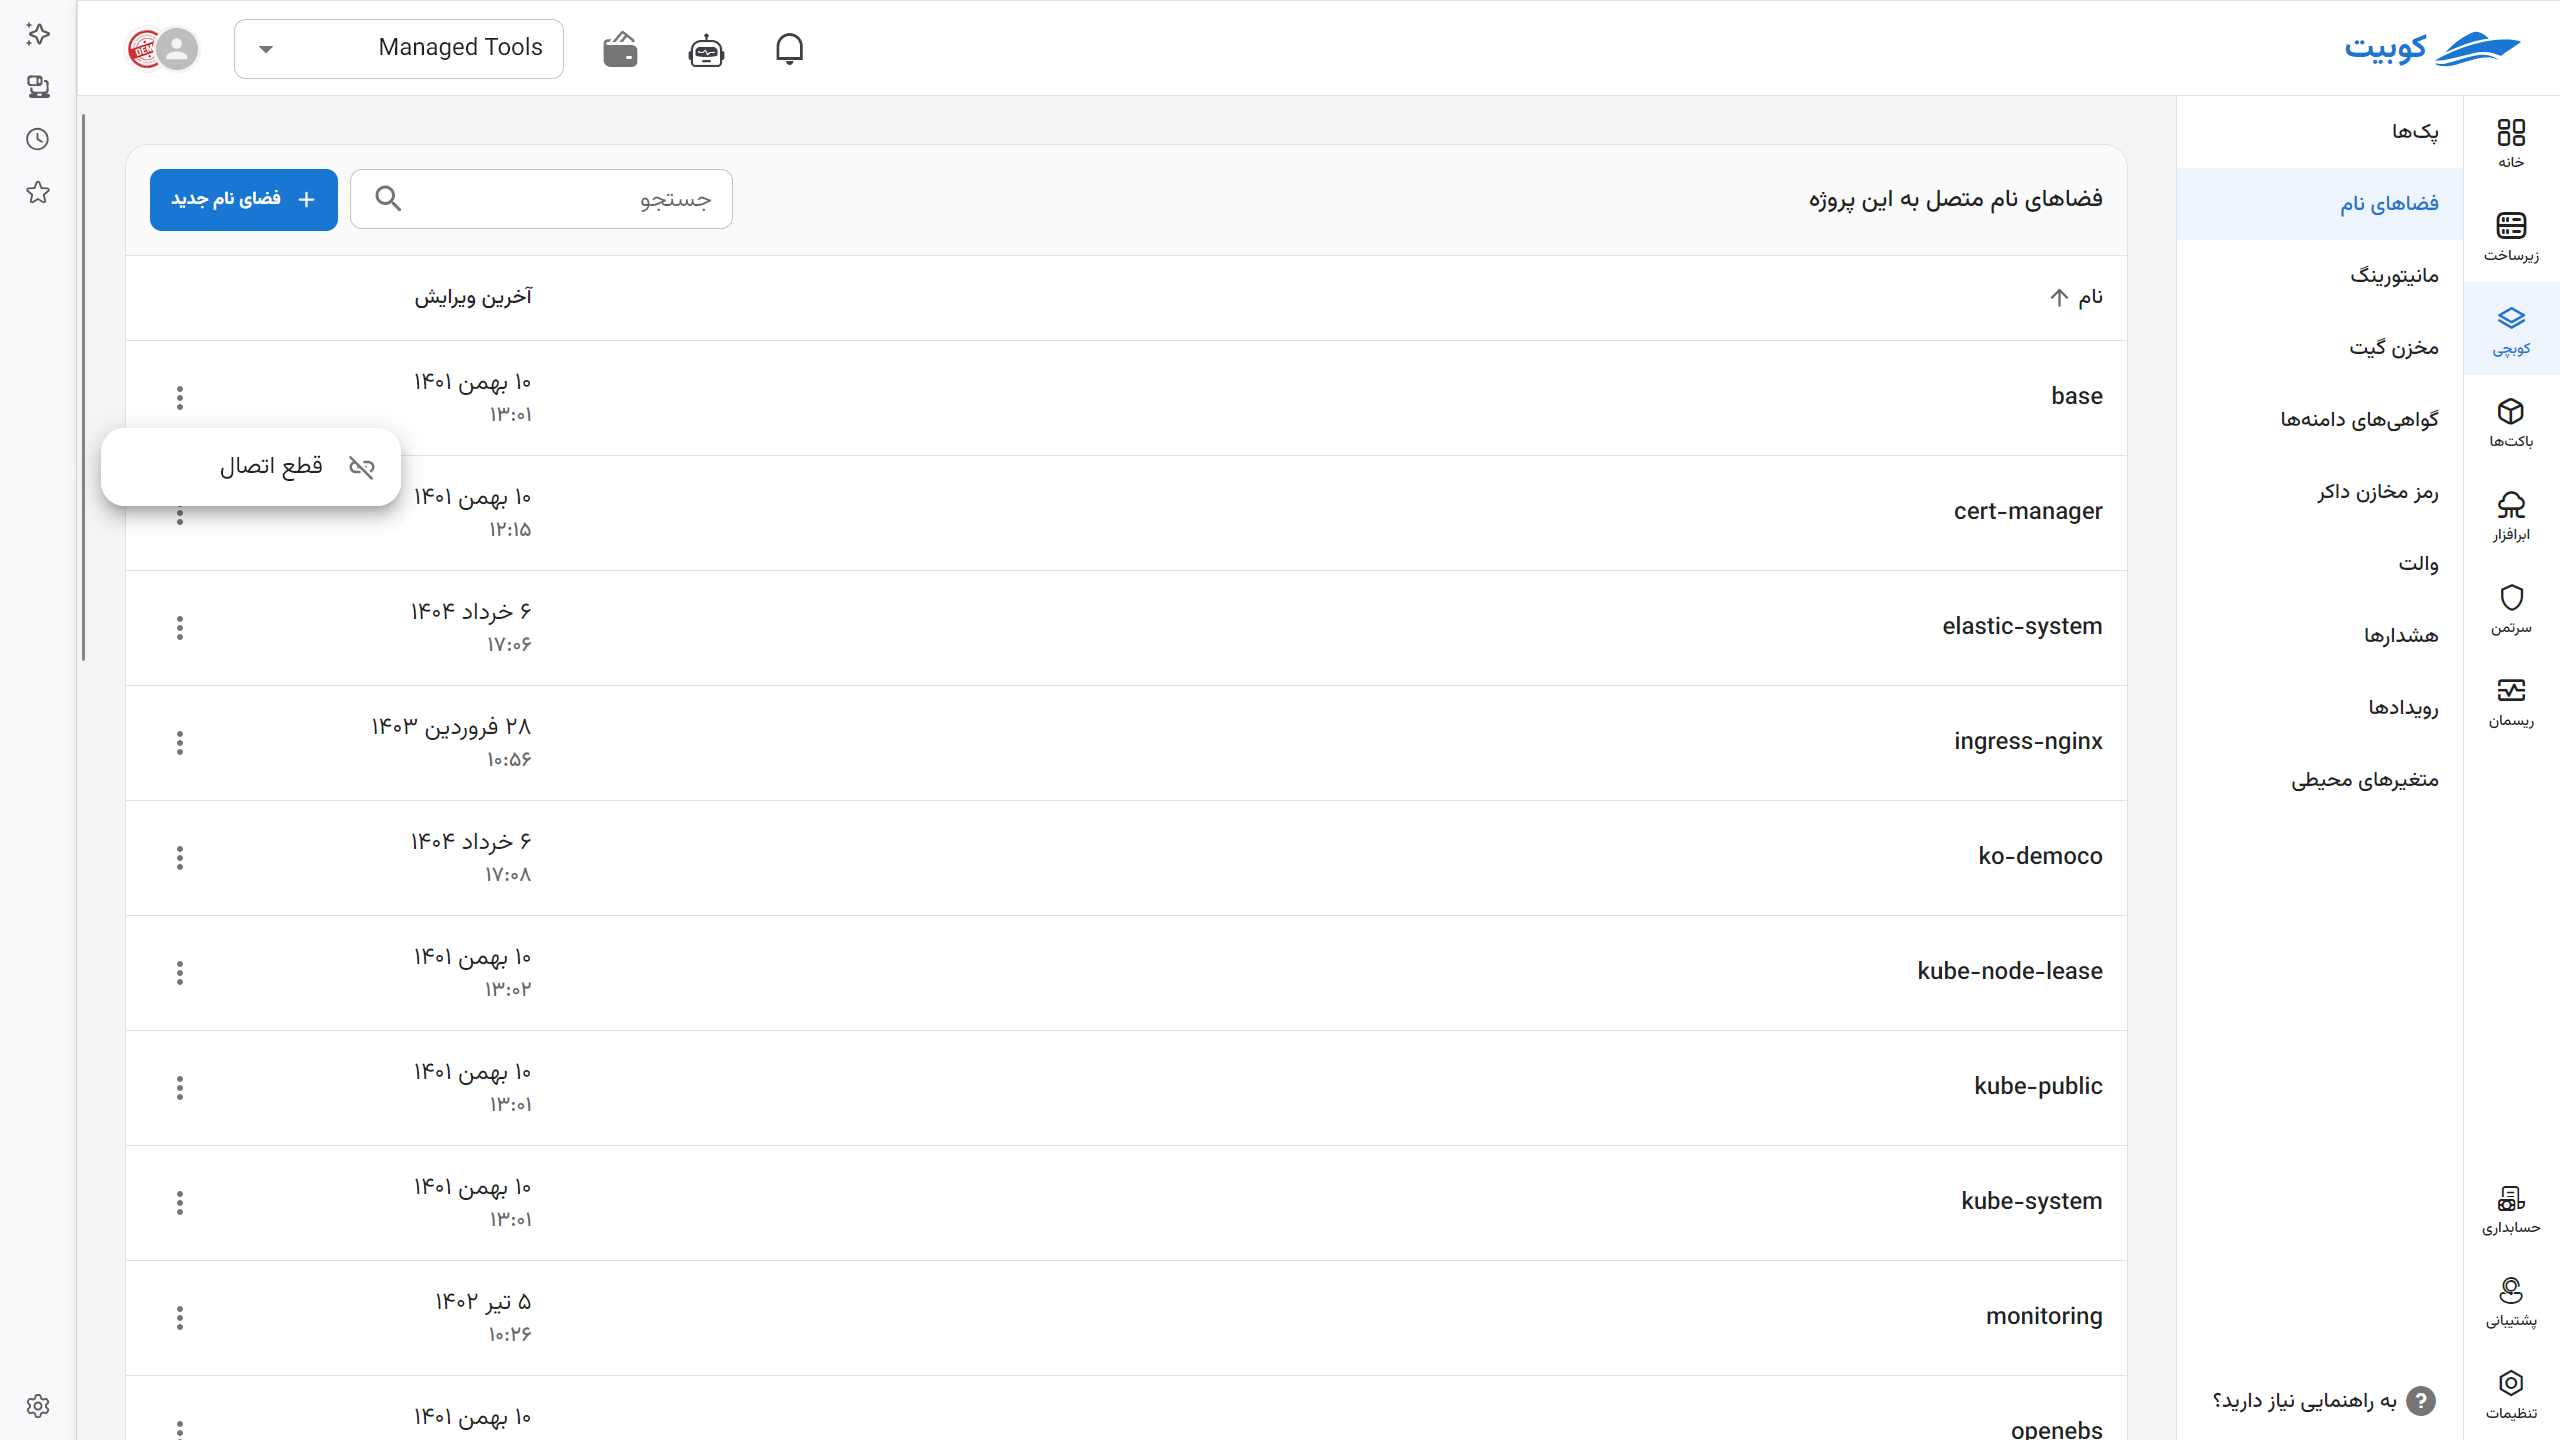 کوبیت
Managed Tools
DEMO
خانه
زیرساخت
کوبچی
باکت‌ها
ابرافزار
سرتمن
ریسمان
حسابداری
پشتیبانی
تنظیمات
پک‌ها
فضاهای نام
مانیتورینگ
مخزن گیت
گواهی‌های دامنه‌ها
رمز مخازن داکر
والت
هشدارها
رویدادها
متغیرهای محیطی
به راهنمایی نیاز دارید؟
فضاهای نام متصل به این پروژه
جستجو
+ فضای نام جدید
نام
آخرین ویرایش
base
۱۰ بهمن ۱۴۰۱
۱۳:۰۱
قطع اتصال
cert-manager
۱۰ بهمن ۱۴۰۱
۱۲:۱۵
elastic-system
۶ خرداد ۱۴۰۴
۱۷:۰۶
ingress-nginx
۲۸ فروردین ۱۴۰۳
۱۰:۵۶
ko-democo
۶ خرداد ۱۴۰۴
۱۷:۰۸
kube-node-lease
۱۰ بهمن ۱۴۰۱
۱۳:۰۲
kube-public
۱۰ بهمن ۱۴۰۱
۱۳:۰۱
kube-system
۱۰ بهمن ۱۴۰۱
۱۳:۰۱
monitoring
۵ تیر ۱۴۰۲
۱۰:۲۶
openebs
۱۰ بهمن ۱۴۰۱